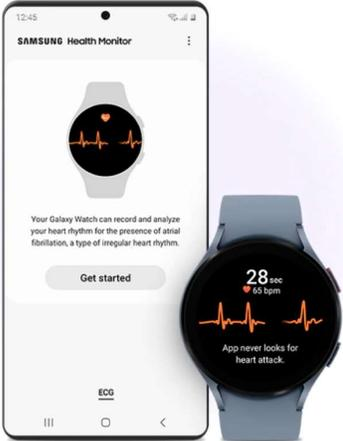 12:45
SAMSUNG Health Monitor
Your Galaxy Watch can record and analyze
your heart rhythm for the presence of atrial
fibrillation, a type of irregular heart rhythm.
Get started
ECG
28 sec
65 bpm
App never looks for
heart attack.